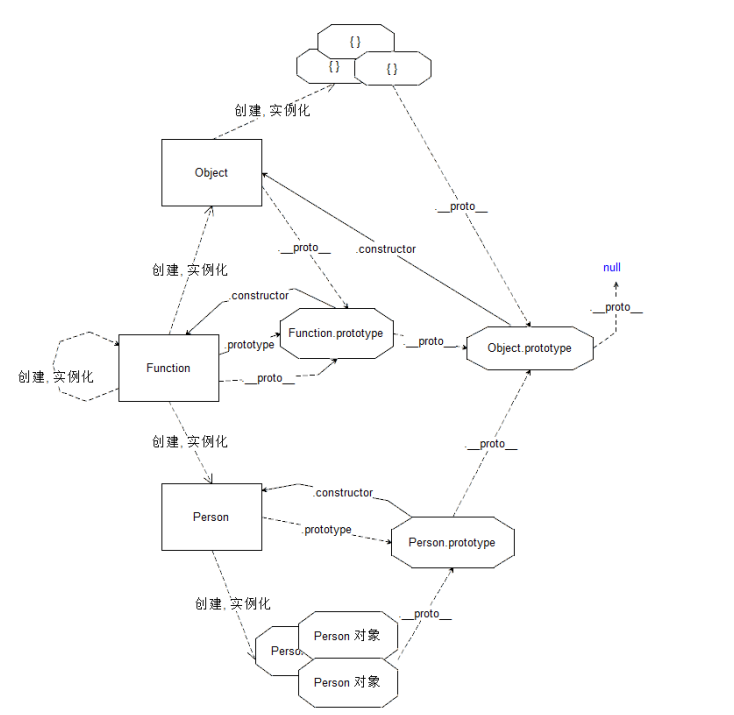 { }
{ }
{ }
创建, 实例化
Object
.__proto__
.__proto__
.constructor
null
创建, 实例化
.constructor
.__proto__
Function.prototype
.prototype
.__proto__
Object.prototype
Function
创建, 实例化
.__proto__
创建, 实例化
.__proto__
.constructor
Person
.prototype
Person.prototype
创建, 实例化
.__proto__
Person 对象
Perso
Person 对象